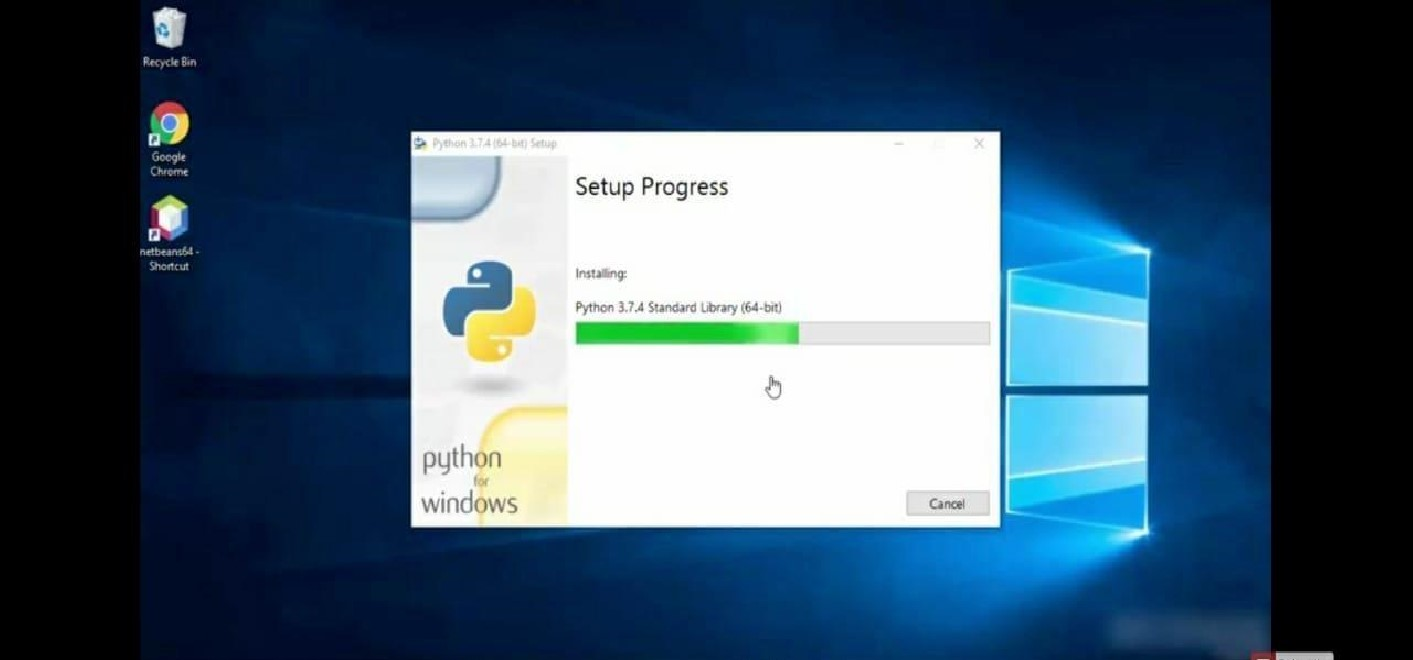 Recycle Bin
Google
Chrome
netbeans64 -
Shortcut
Python 3.7.4 (64-bit) Setup
Setup Progress
Installing:
Python 3.7.4 Standard Library (64-bit)
python
for
windows
Cancel